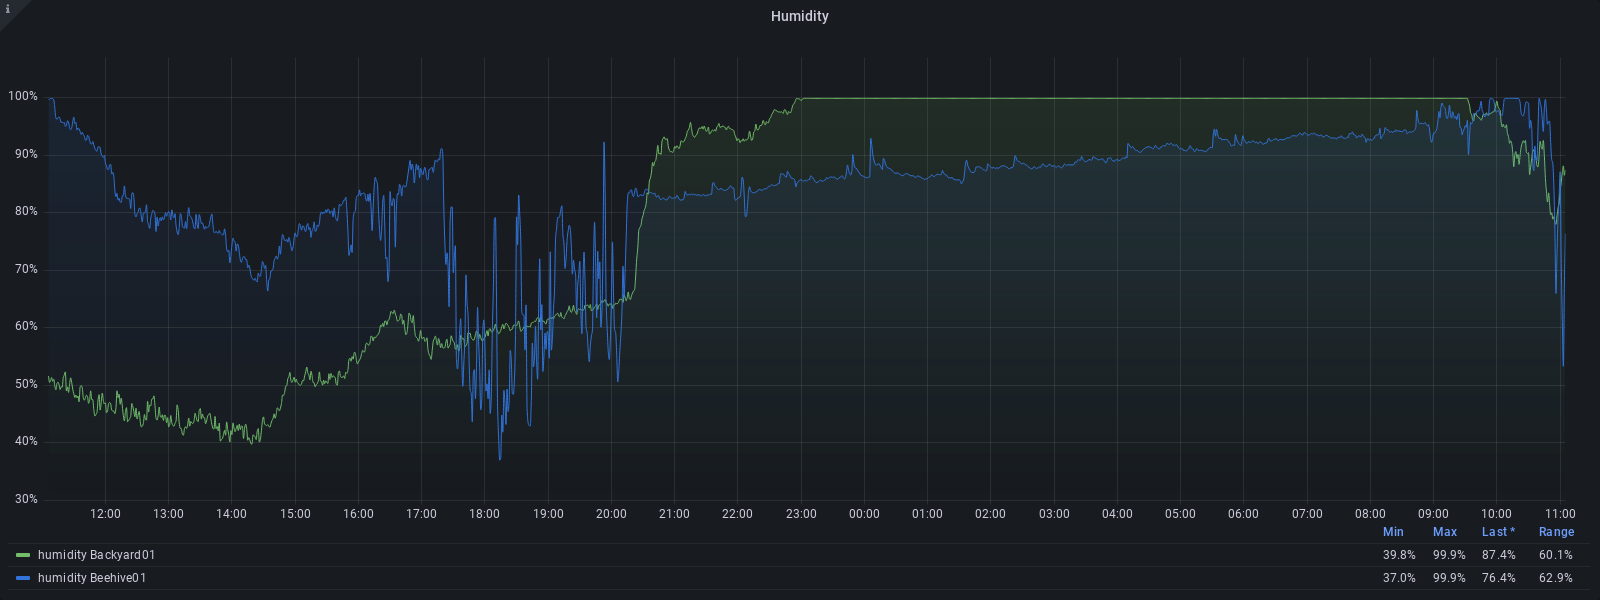 i
Humidity
100%
90%
80%
70%
60%
50%
40%
30%
12:00 13:00 14:00 15:00 16:00 17:00 18:00 19:00 20:00 21:00 22:00 23:00 00:00 01:00 02:00 03:00 04:00 05:00 06:00 07:00 08:00 09:00 10:00 11:00
Min Max Last * Range
humidity Backyard01 39.8% 99.9% 87.4% 60.1%
humidity Beehive01 37.0% 99.9% 76.4% 62.9%